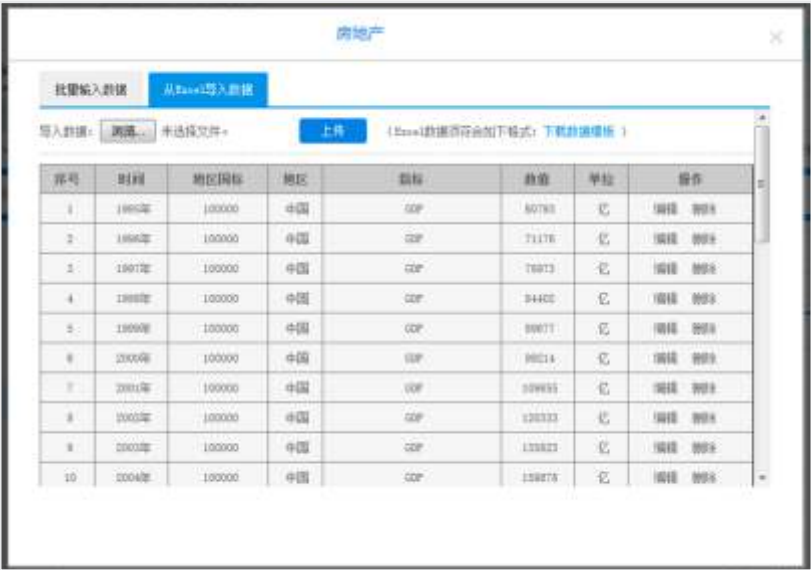 房地产
批量输入数据 从Excel导入数据
导入数据: 浏览... 未选择文件。 上传 (Excel数据须符合如下格式: 下载数据模板 )
序号 时间 地区国标 地区 指标 数值 单位 操作
1 1995年 100000 中国 GDP 60793 亿 编辑 删除
2 1996年 100000 中国 GDP 71176 亿 编辑 删除
3 1997年 100000 中国 GDP 78973 亿 编辑 删除
4 1998年 100000 中国 GDP 84402 亿 编辑 删除
5 1999年 100000 中国 GDP 89677 亿 编辑 删除
6 2000年 100000 中国 GDP 99214 亿 编辑 删除
7 2001年 100000 中国 GDP 109655 亿 编辑 删除
8 2002年 100000 中国 GDP 120333 亿 编辑 删除
9 2003年 100000 中国 GDP 135823 亿 编辑 删除
10 2004年 100000 中国 GDP 159878 亿 编辑 删除